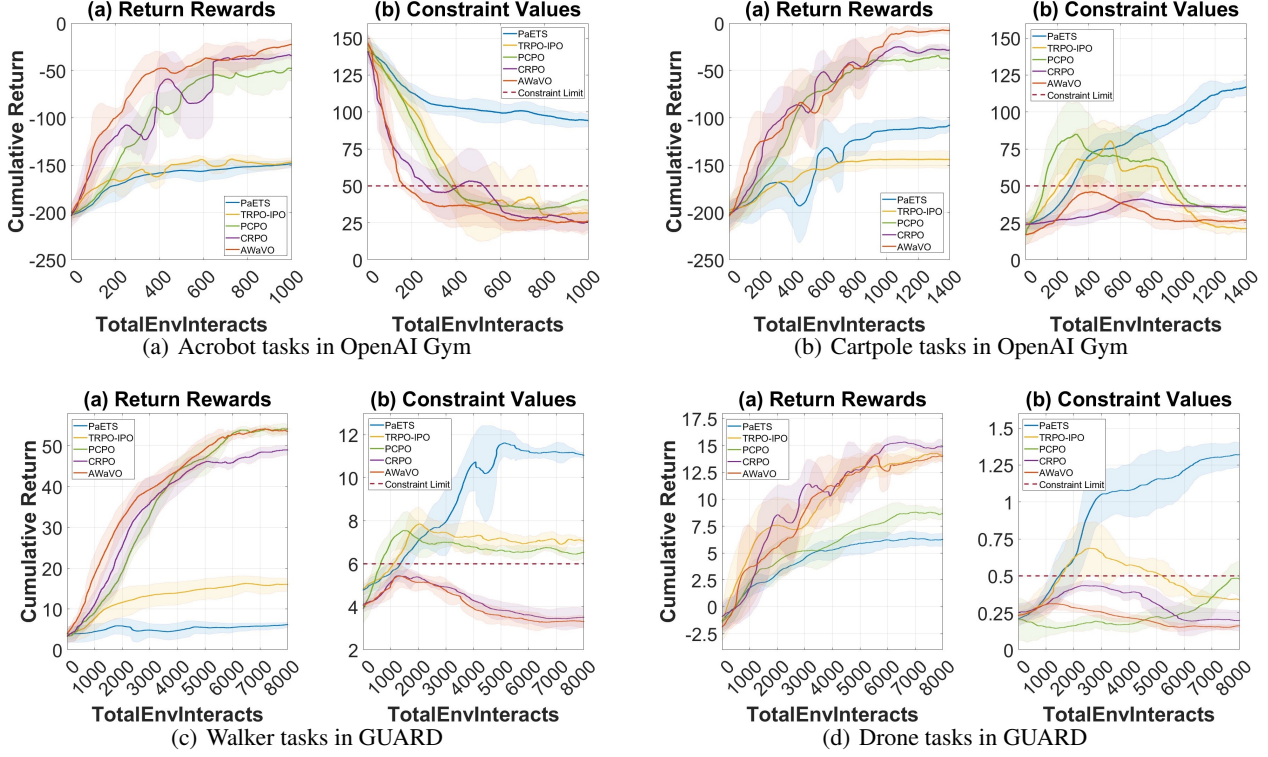 (a) Return Rewards
0
-50
-100
-150
-200
-250
Cumulative Return
0
200
400
600
800
1000
TotalEnvInteracts
PaETS
TRPO-IPO
PCPO
CRPO
AWaVO
(b) Constraint Values
150
125
100
75
50
25
0
0
200
400
600
800
1000
PaETS
TRPO-IPO
PCPO
CRPO
AWaVO
Constraint Limit
(a) Acrobot tasks in OpenAI Gym
(a) Return Rewards
0
-50
-100
-150
-200
-250
Cumulative Return
0
200
400
600
800
1000
1200
1400
TotalEnvInteracts
PaETS
TRPO-IPO
PCPO
CRPO
AWaVO
(b) Constraint Values
150
125
100
75
50
25
0
0
200
400
600
800
1000
1200
1400
PaETS
TRPO-IPO
PCPO
CRPO
AWaVO
Constraint Limit
(b) Cartpole tasks in OpenAI Gym
(a) Return Rewards
50
40
30
20
10
0
Cumulative Return
0
1000
2000
3000
4000
5000
6000
7000
8000
TotalEnvInteracts
PaETS
TRPO-IPO
PCPO
CRPO
AWaVO
(b) Constraint Values
12
10
8
6
4
2
0
1000
2000
3000
4000
5000
6000
7000
8000
PaETS
TRPO-IPO
PCPO
CRPO
AWaVO
Constraint Limit
(c) Walker tasks in GUARD
(a) Return Rewards
17.5
15
12.5
10
7.5
5
2.5
0
-2.5
Cumulative Return
0
1000
2000
3000
4000
5000
6000
7000
8000
TotalEnvInteracts
PaETS
TRPO-IPO
PCPO
CRPO
AWaVO
(b) Constraint Values
1.5
1.25
1
0.75
0.5
0.25
0
0
1000
2000
3000
4000
5000
6000
7000
8000
PaETS
TRPO-IPO
PCPO
CRPO
AWaVO
Constraint Limit
(d) Drone tasks in GUARD